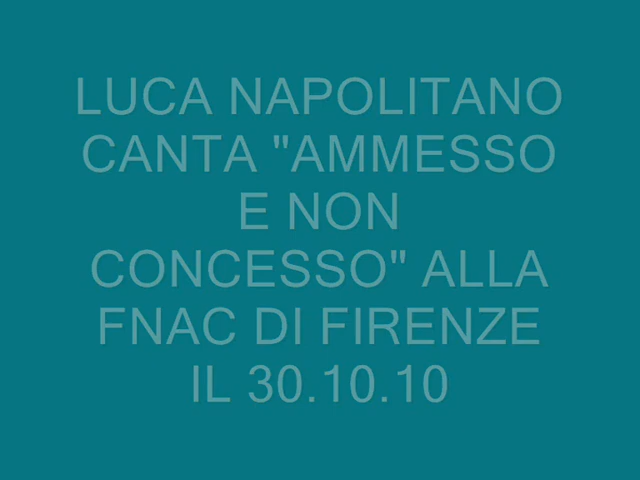 LUCA NAPOLITANO
CANTA "AMMESSO
E NON
CONCESSO" ALLA
FNAC DI FIRENZE
IL 30.10.10